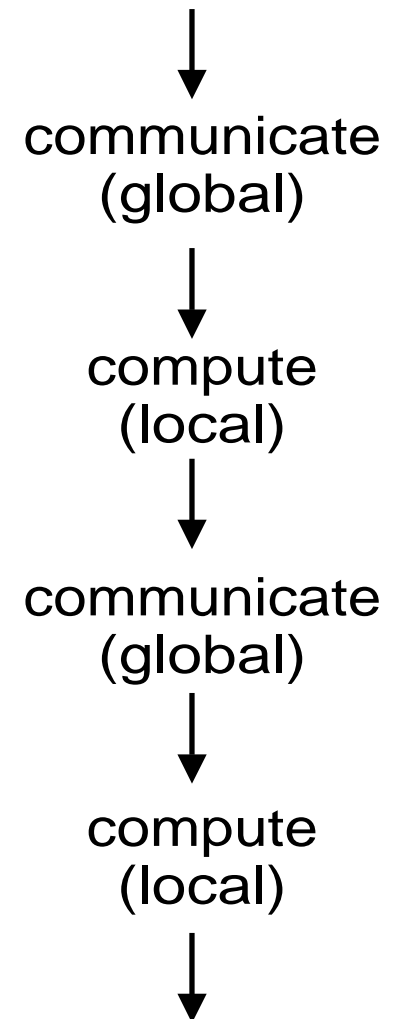 communicate
(global)
compute
(local)
communicate
(global)
compute
(local)